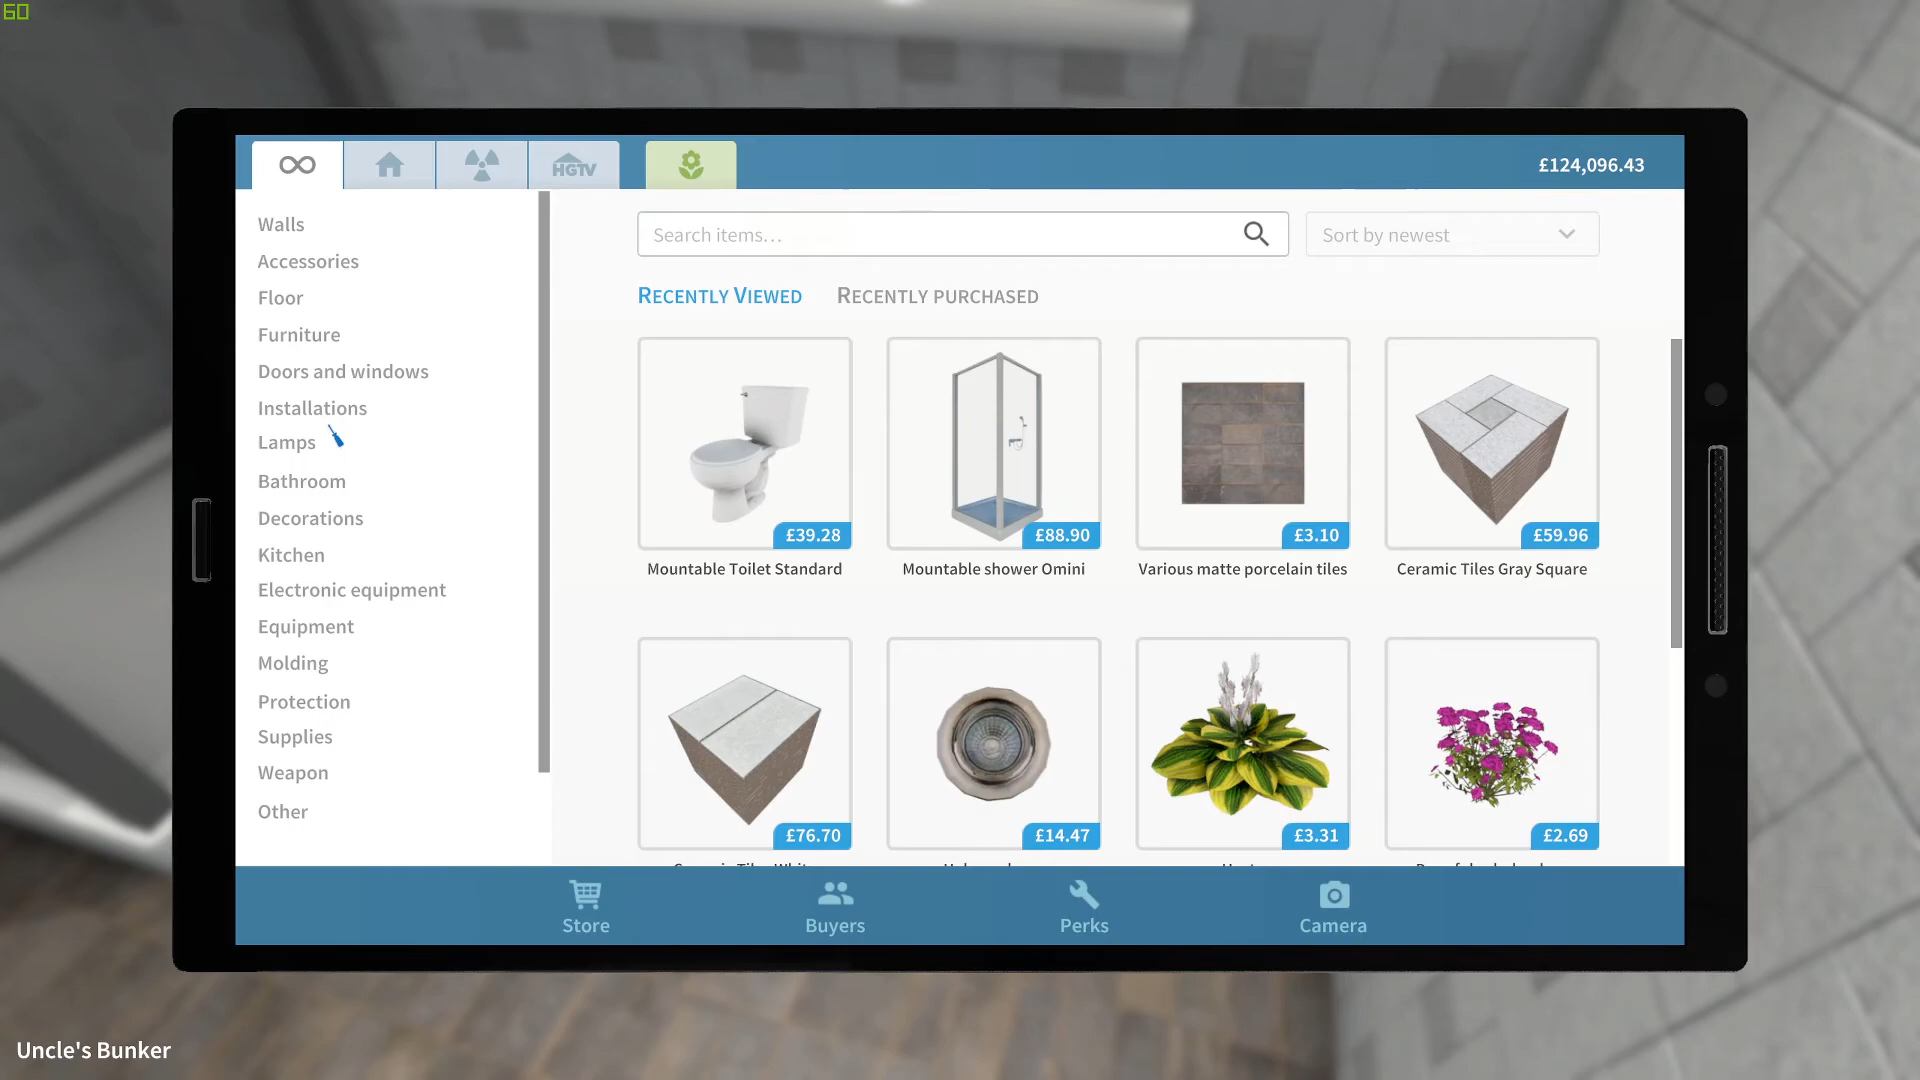 60
HGTV
£124,096.43
Walls
Accessories
Floor
Furniture
Doors and windows
Installations
Lamps
Bathroom
Decorations
Kitchen
Electronic equipment
Equipment
Molding
Protection
Supplies
Weapon
Other
Search items...
Sort by newest
RECENTLY VIEWED RECENTLY PURCHASED
£39.28 £88.90 £3.10 £59.96
Mountable Toilet Standard Mountable shower Omini Various matte porcelain tiles Ceramic Tiles Gray Square
£76.70 £14.47 £3.31 £2.69
Store Buyers Perks Camera
Uncle's Bunker